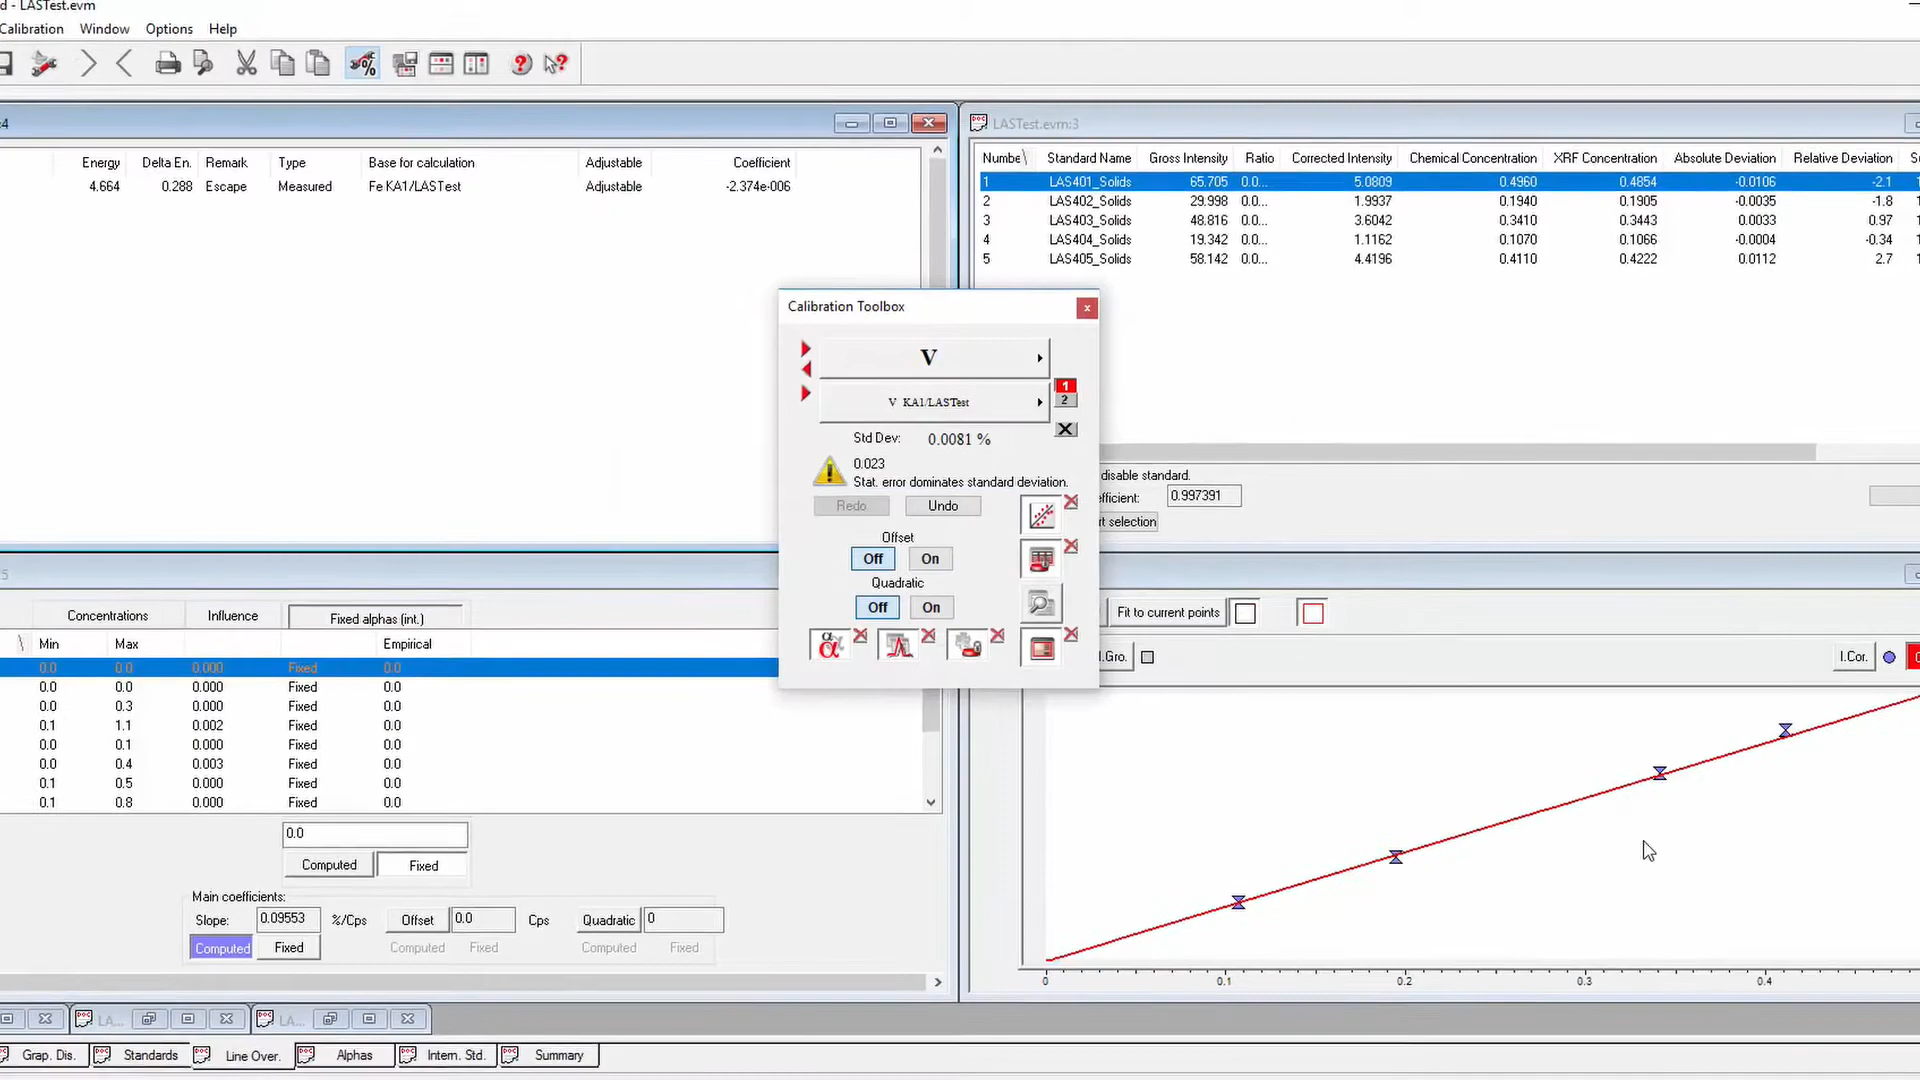 d - LASTest.evm
Calibration Window Options Help
:4
Energy Delta En. Remark Type Base for calculation Adjustable Coefficient
4.664 0.288 Escape Measured Fe KA1/LASTest Adjustable -2.374e-006
LASTest.evm:3
Numbe Standard Name Gross Intensity Ratio Corrected Intensity Chemical Concentration XRF Concentration Absolute Deviation Relative Deviation
1 LAS401_Solids 65.705 0.0... 5.0809 0.4960 0.4854 -0.0106 -2.1
2 LAS402_Solids 29.998 0.0... 1.9937 0.1940 0.1905 -0.0035 -1.8
3 LAS403_Solids 48.816 0.0... 3.6042 0.3410 0.3443 0.0033 0.97
4 LAS404_Solids 19.342 0.0... 1.1162 0.1070 0.1066 -0.0004 -0.34
5 LAS405_Solids 58.142 0.0... 4.4196 0.4110 0.4222 0.0112 2.7
disable standard.
efficient: 0.997391
rt selection
Calibration Toolbox
V
V KA1/LASTest
1
2
Std Dev: 0.0081 %
0.023
Stat. error dominates standard deviation.
Redo Undo
Offset
Off On
Quadratic
Off On
α
α
5
Concentrations Influence Fixed alphas (int.)
Min Max Empirical
0.0 0.0 0.000 Fixed 0.0
0.0 0.0 0.000 Fixed 0.0
0.0 0.3 0.000 Fixed 0.0
0.1 1.1 0.002 Fixed 0.0
0.0 0.1 0.000 Fixed 0.0
0.0 0.4 0.003 Fixed 0.0
0.1 0.5 0.000 Fixed 0.0
0.1 0.8 0.000 Fixed 0.0
0.0
Computed Fixed
Main coefficients:
Slope: 0.09553 %/Cps Offset 0.0 Cps Quadratic 0
Computed Fixed Computed Fixed Computed Fixed
Fit to current points
I.Gro. I.Cor.
0 0.1 0.2 0.3 0.4
LA... LA...
Grap. Dis. Standards Line Over. Alphas Intern. Std. Summary